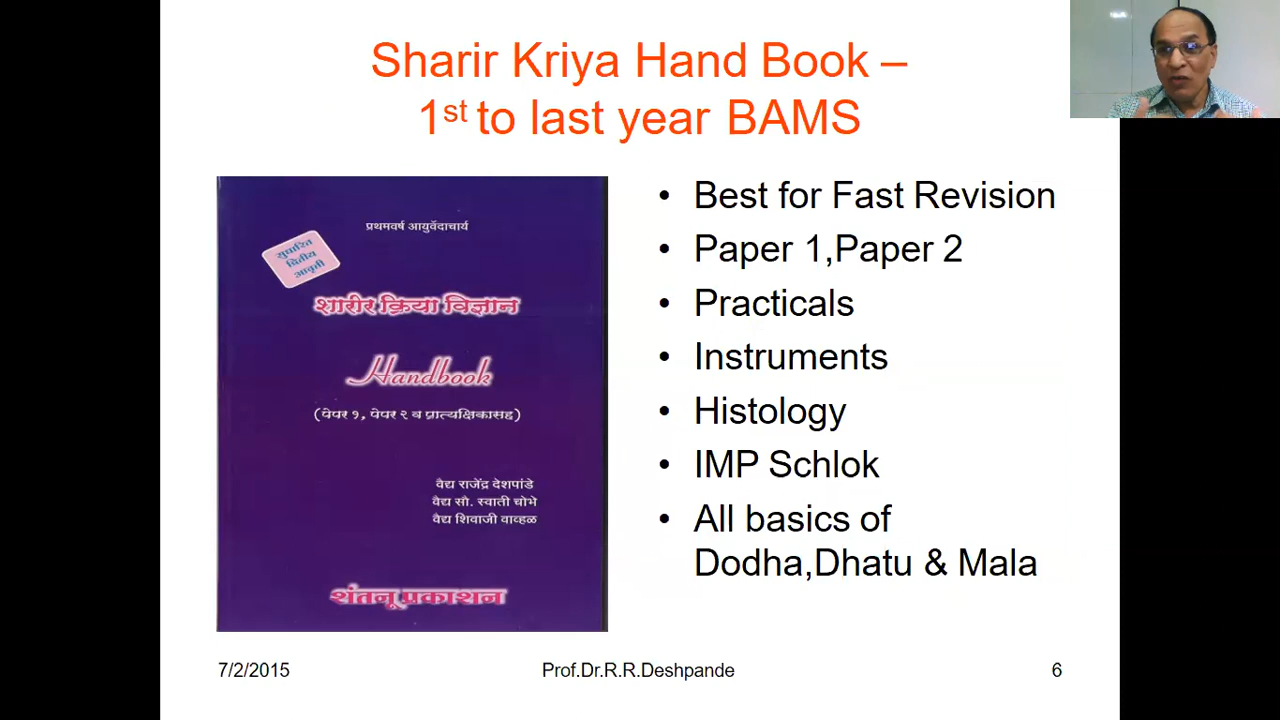 Sharir Kriya Hand Book –
1st to last year BAMS
प्रथमवर्ष आयुर्वेदाचार्य
सुधारित
द्वितीय
आवृत्ती
शारीर क्रिया विज्ञान
Handbook
(पेपर १, पेपर २ व प्रात्यक्षिकासह)
वैद्य राजेंद्र देशपांडे
वैद्य सौ. स्वाती चोभे
वैद्य शिवाजी वाव्हळ
शंतनू प्रकाशन
• Best for Fast Revision
• Paper 1,Paper 2
• Practicals
• Instruments
• Histology
• IMP Schlok
• All basics of
Dodha,Dhatu & Mala
7/2/2015
Prof.Dr.R.R.Deshpande
6